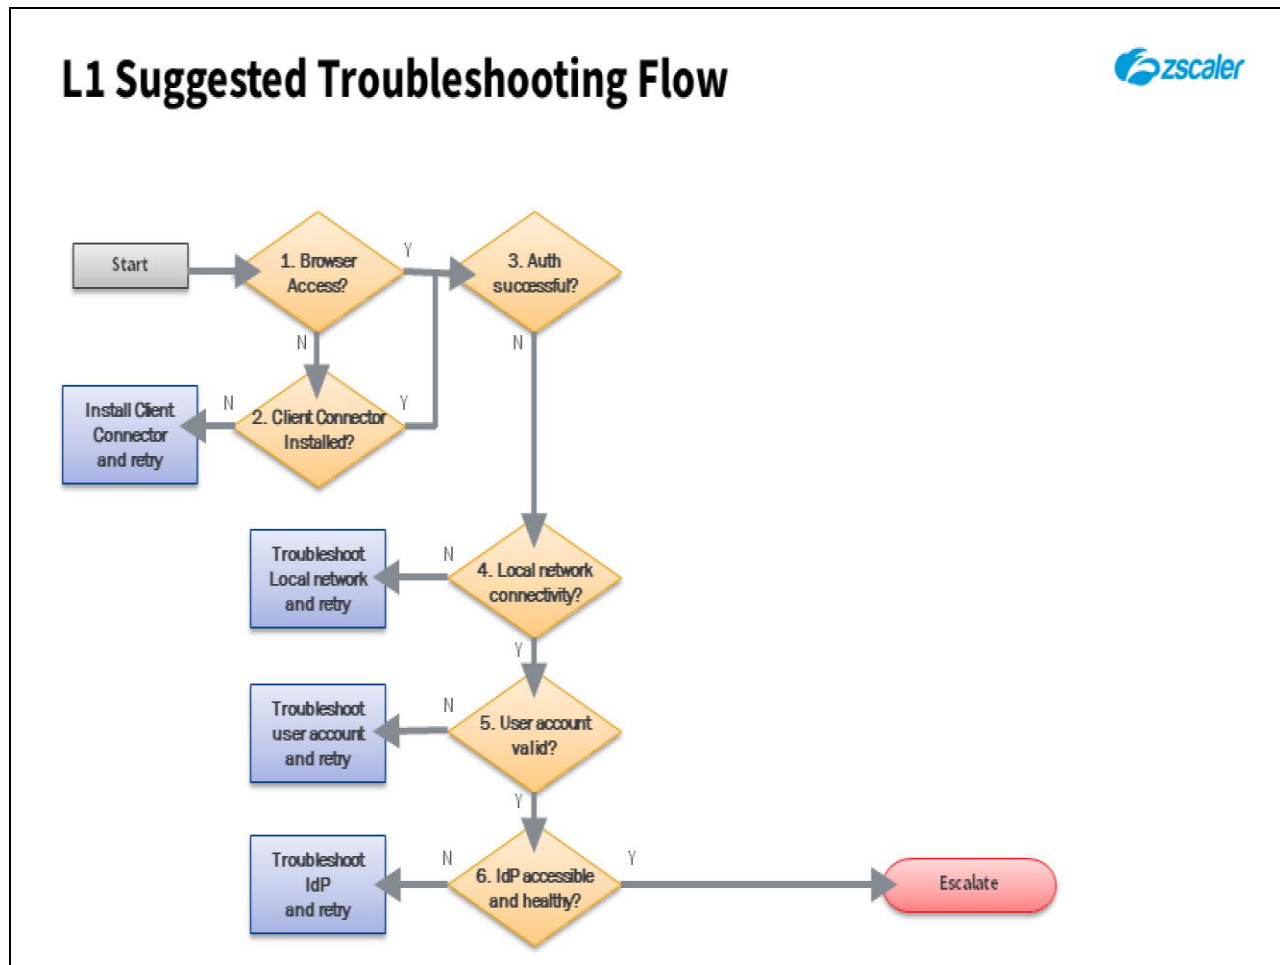 L1 Suggested Troubleshooting Flow
zscaler
Start
1. Browser
Access?
Y
3. Auth
successful?
N
N
Install Client
Connector
and retry
N
2. Client Connector
Installed?
Y
Troubleshoot
Local network
and retry
N
4. Local network
connectivity?
Y
Troubleshoot
user account
and retry
N
5. User account
valid?
Y
Troubleshoot
IdP
and retry
N
6. IdP accessible
and healthy?
Y
Escalate